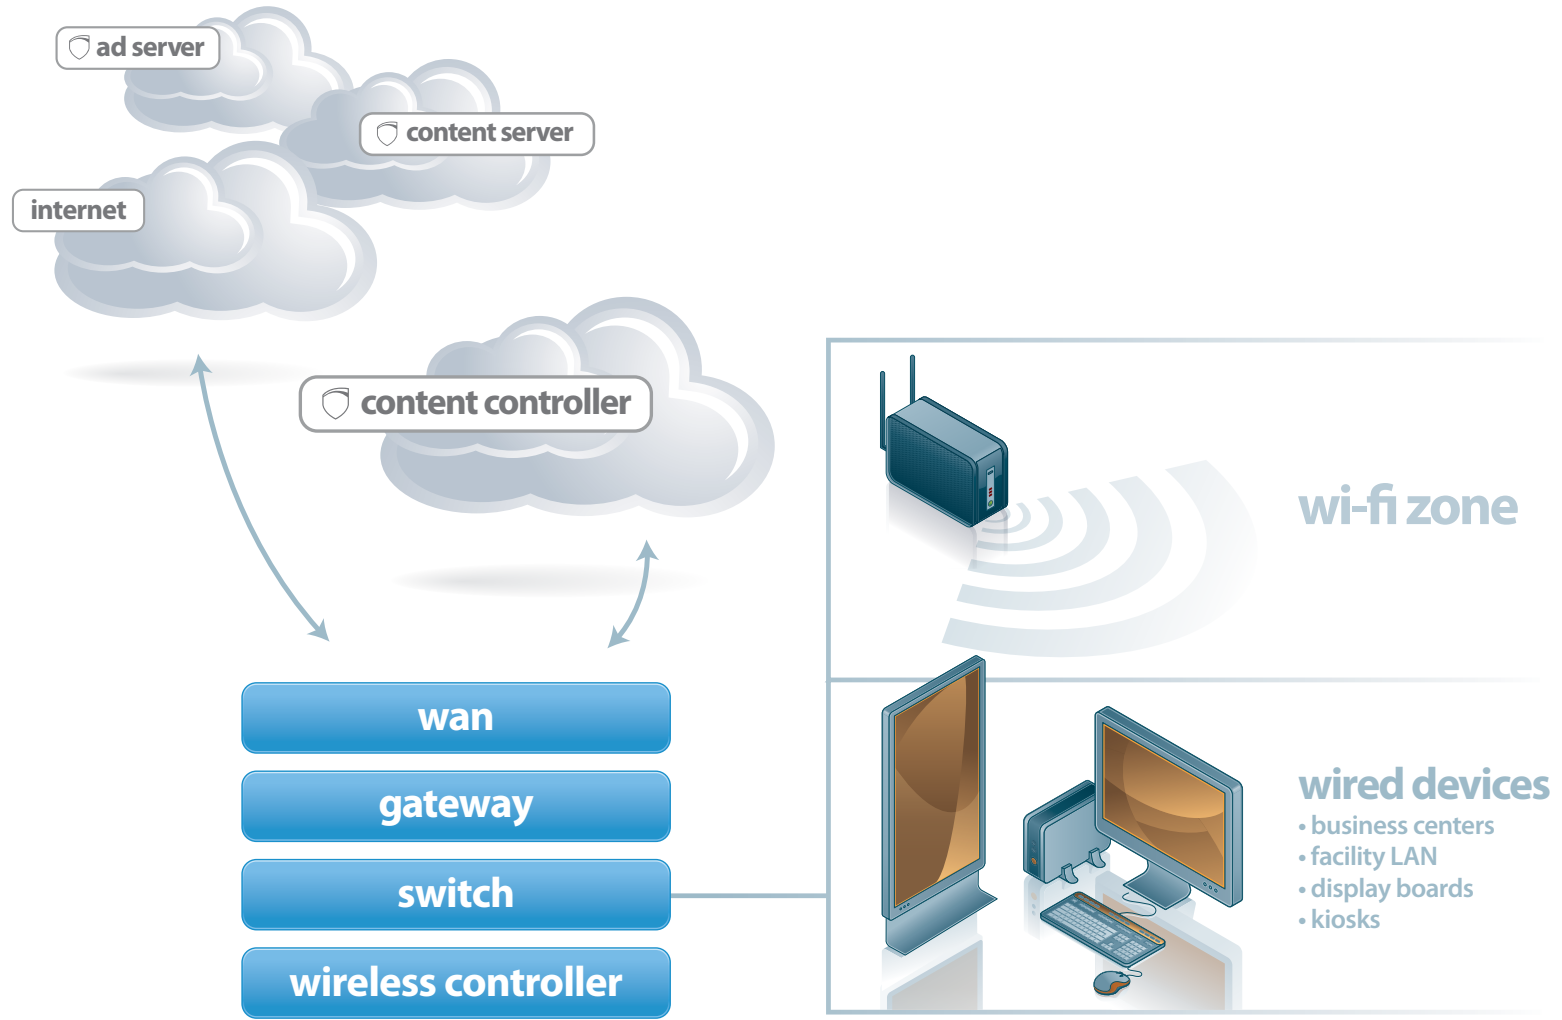 ad server
content server
internet
content controller
wi-fi zone
wan
gateway
switch
wireless controller
wired devices
• business centers
• facility LAN
• display boards
• kiosks